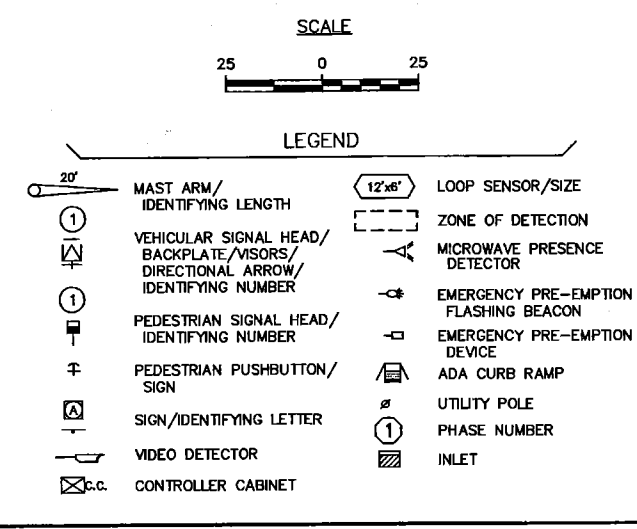 SCALE
25 0 25
LEGEND
20'
MAST ARM/
IDENTIFYING LENGTH
1
VEHICULAR SIGNAL HEAD/
BACKPLATE/VISORS/
DIRECTIONAL ARROW/
IDENTIFYING NUMBER
1
PEDESTRIAN SIGNAL HEAD/
IDENTIFYING NUMBER
PEDESTRIAN PUSHBUTTON/
SIGN
A
SIGN/IDENTIFYING LETTER
VIDEO DETECTOR
C.C.
CONTROLLER CABINET
12'x6'
LOOP SENSOR/SIZE
ZONE OF DETECTION
MICROWAVE PRESENCE
DETECTOR
EMERGENCY PRE-EMPTION
FLASHING BEACON
EMERGENCY PRE-EMPTION
DEVICE
ADA CURB RAMP
UTILITY POLE
1
PHASE NUMBER
INLET